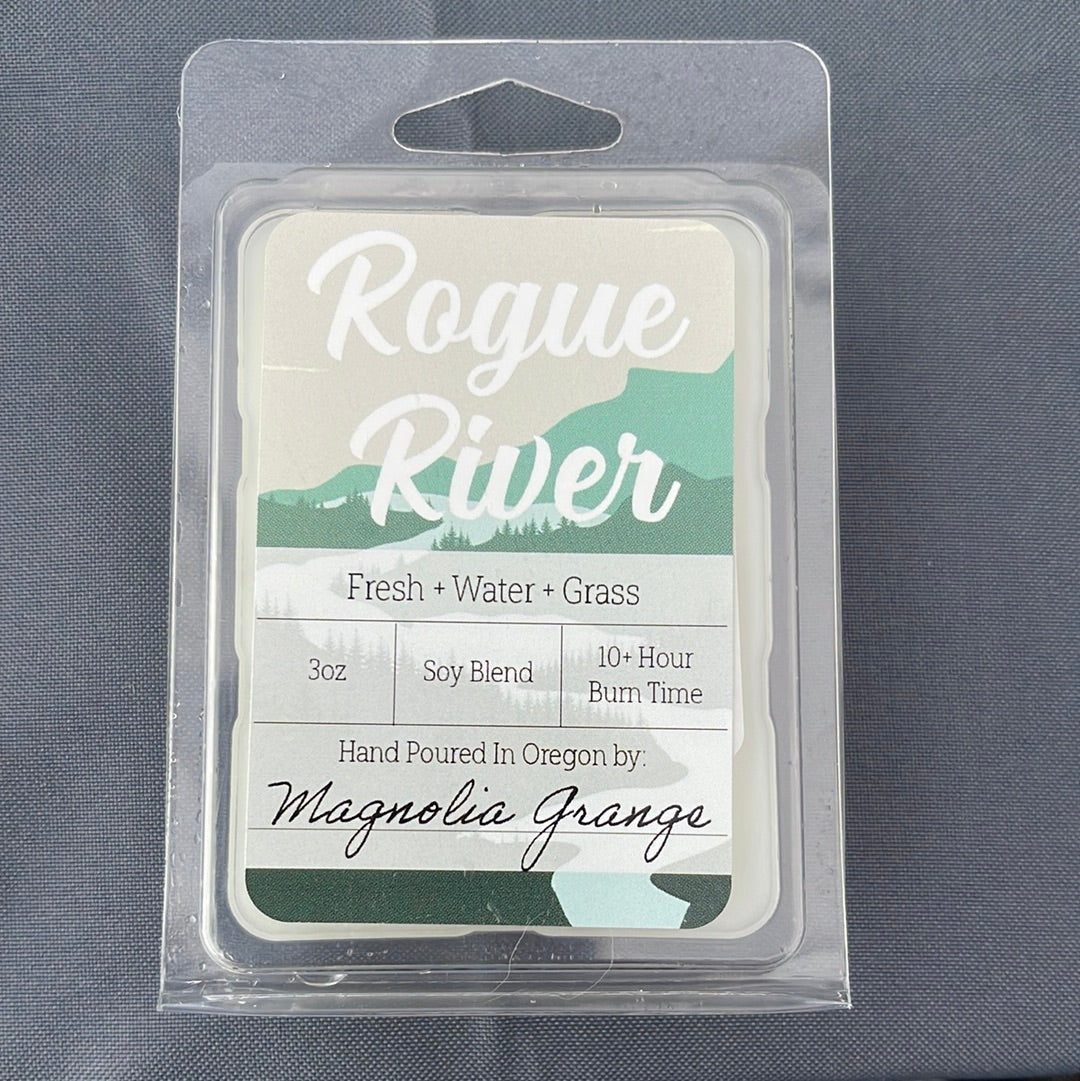 Rogue
River
Fresh + Water + Grass
3oz
Soy Blend
10+ Hour
Burn Time
Hand Poured In Oregon by:
Magnolia Grange